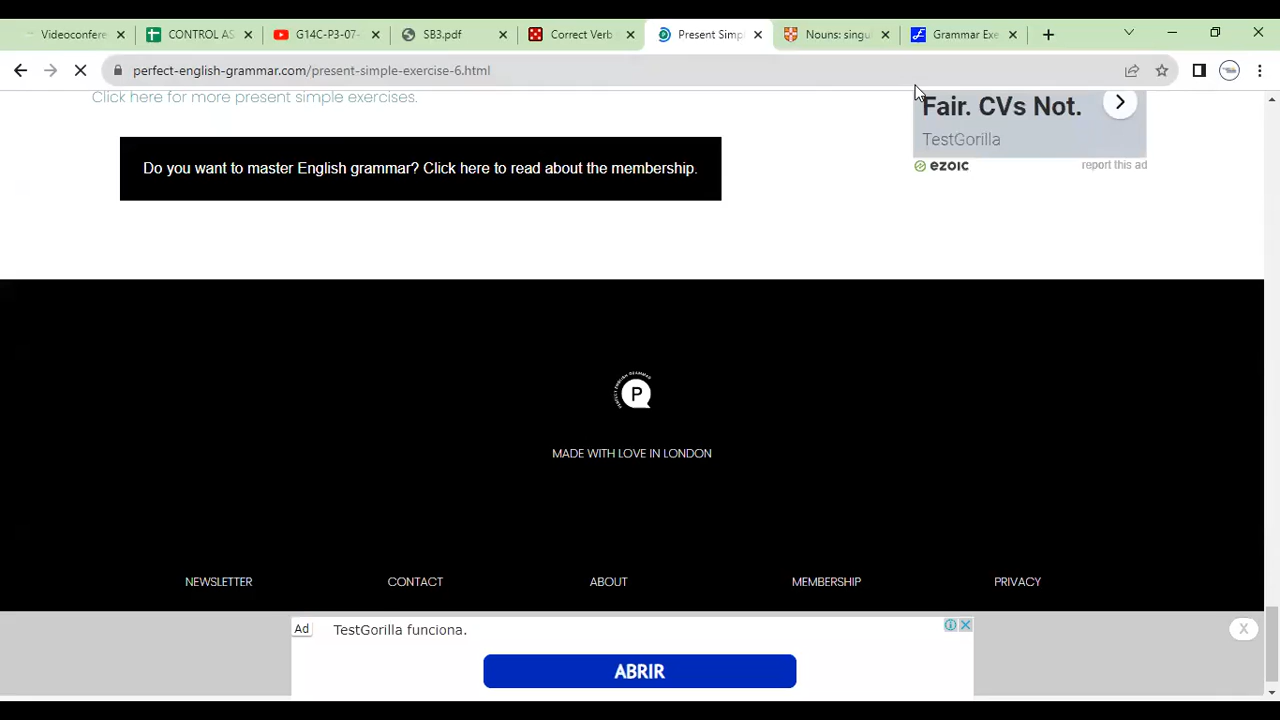 Videoconfere
CONTROL AS
G14C-P3-07-
SB3.pdf
Correct Verb
Present Simp
Nouns: singu
Grammar Exe
perfect-english-grammar.com/present-simple-exercise-6.html
Click here for more present simple exercises.
Fair. CVs Not.
TestGorilla
ezoic
report this ad
Do you want to master English grammar? Click here to read about the membership.
P
MADE WITH LOVE IN LONDON
NEWSLETTER
CONTACT
ABOUT
MEMBERSHIP
PRIVACY
Ad
TestGorilla funciona.
X
ABRIR